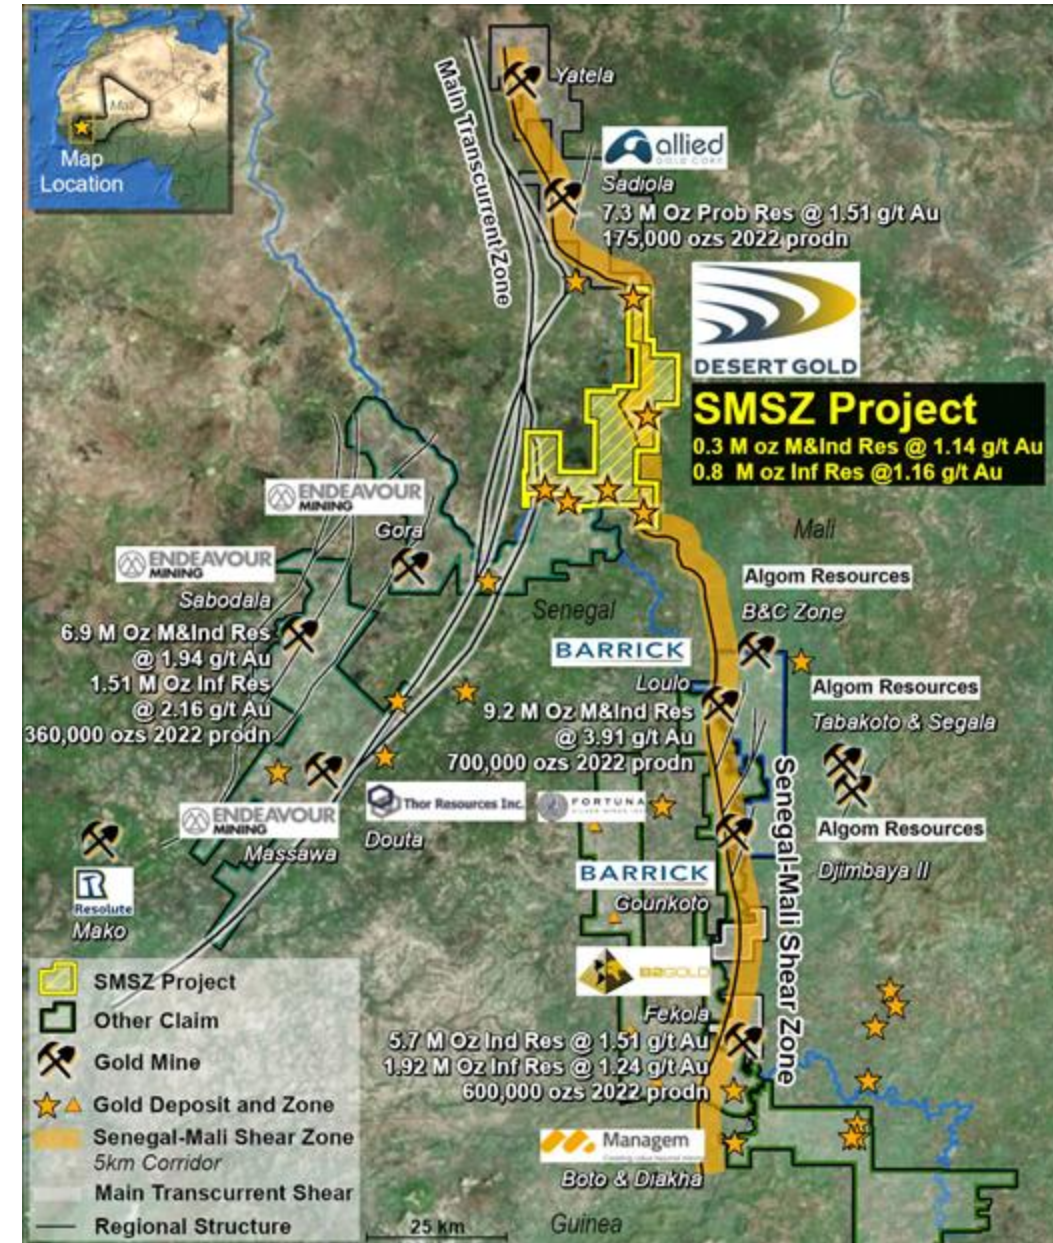 Mali
Map
Location
Main Transcurrent Zone
Yatela
allied
GOLD CORP
Sadiola
7.3 M Oz Prob Res @ 1.51 g/t Au
175,000 ozs 2022 prodn
DESERT GOLD
SMSZ Project
0.3 M oz M&Ind Res @ 1.14 g/t Au
0.8 M oz Inf Res @1.16 g/t Au
ENDEAVOUR
MINING
Gora
Mali
ENDEAVOUR
MINING
Sabodala
6.9 M Oz M&Ind Res
@ 1.94 g/t Au
1.51 M Oz Inf Res
@ 2.16 g/t Au
360,000 ozs 2022 prodn
Senegal
Algom Resources
B&C Zone
BARRICK
Loulo
9.2 M Oz M&Ind Res
@ 3.91 g/t Au
700,000 ozs 2022 prodn
Algom Resources
Tabakoto & Segala
Senegal-Mali Shear Zone
ENDEAVOUR
MINING
Massawa
Thor Resources Inc.
Douta
FORTUNA
Algom Resources
Djimbaya II
BARRICK
Gounkoto
Resolute
Mako
B2GOLD
Fekola
5.7 M Oz Ind Res @ 1.51 g/t Au
1.92 M Oz Inf Res @ 1.24 g/t Au
600,000 ozs 2022 prodn
Managem
Boto & Diakha
Guinea
SMSZ Project
Other Claim
Gold Mine
Gold Deposit and Zone
Senegal-Mali Shear Zone
5km Corridor
Main Transcurrent Shear
Regional Structure
25 km